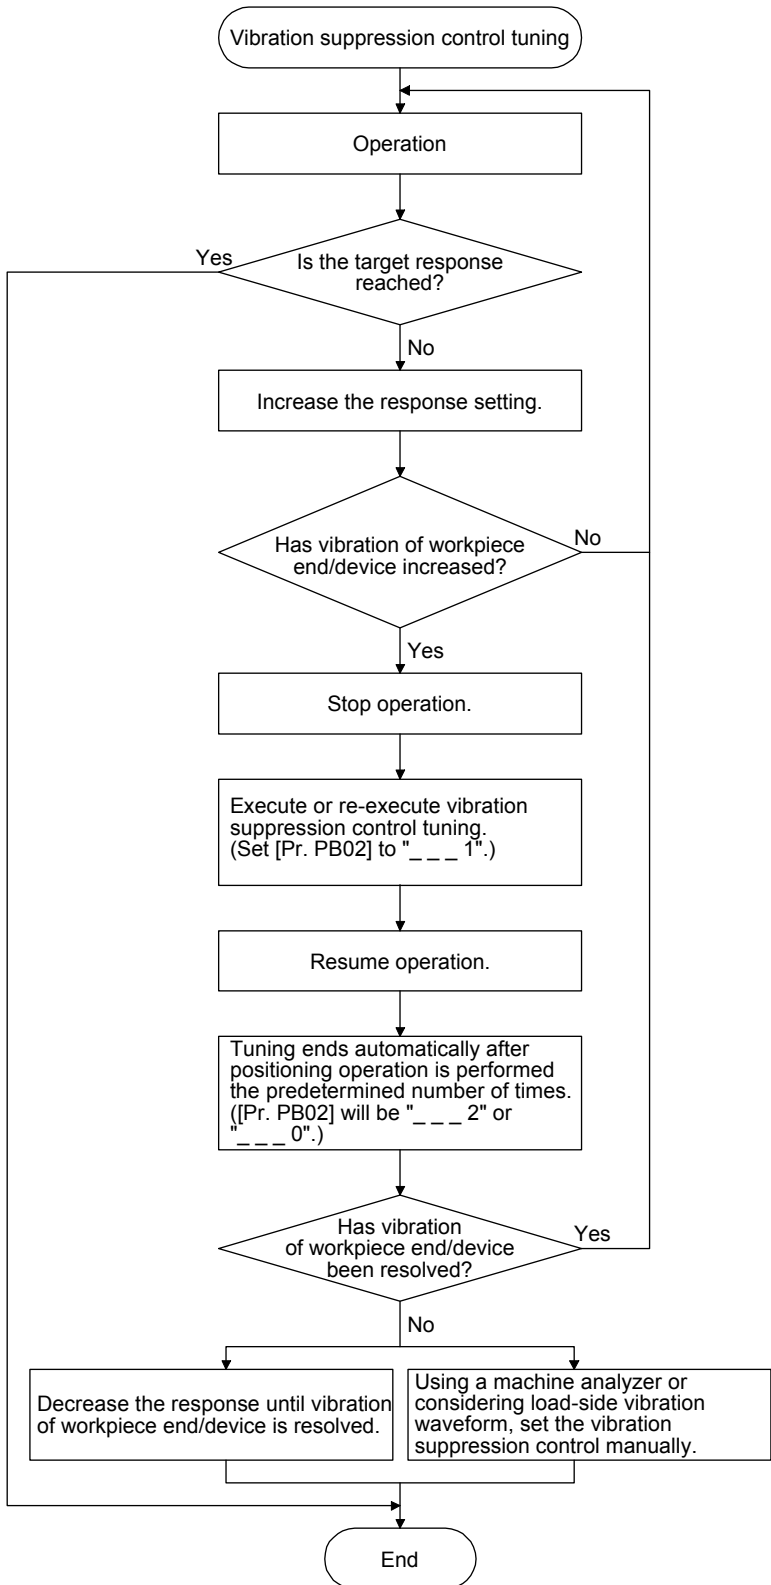 Vibration suppression control tuning
Operation
Yes
Is the target response
reached?
No
Increase the response setting.
Has vibration of workpiece
end/device increased?
No
Yes
Stop operation.
Execute or re-execute vibration
suppression control tuning.
(Set [Pr. PB02] to "_ _ _ 1".)
Resume operation.
Tuning ends automatically after
positioning operation is performed
the predetermined number of times.
([Pr. PB02] will be "_ _ _ 2" or
"_ _ _ 0".)
Has vibration
of workpiece end/device
been resolved?
Yes
No
Decrease the response until vibration
of workpiece end/device is resolved.
Using a machine analyzer or
considering load-side vibration
waveform, set the vibration
suppression control manually.
End